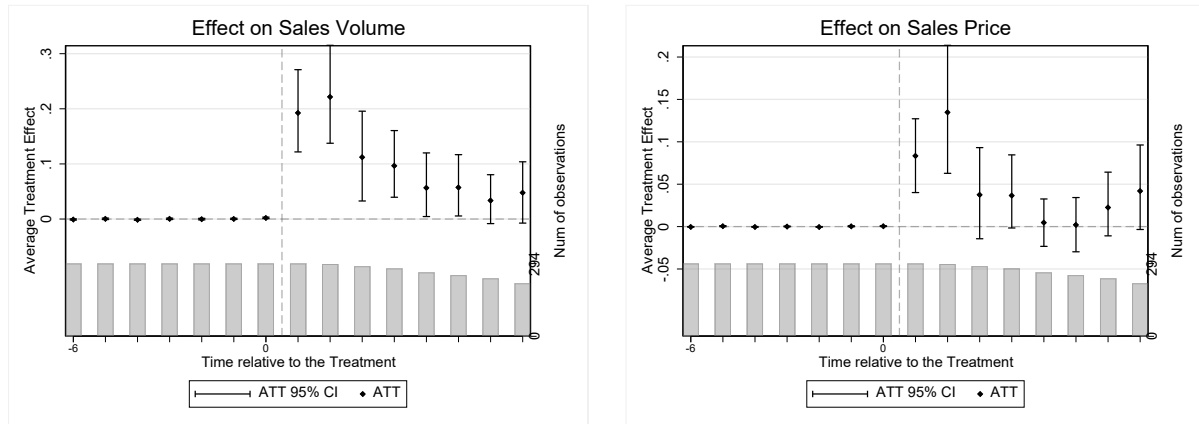 Effect on Sales Volume
Average Treatment Effect
.3
.2
.1
0
Num of observations
294
0
-6
0
Time relative to the Treatment
ATT 95% CI ATT
Effect on Sales Price
Average Treatment Effect
.2
.15
.1
.05
0
-.05
Num of observations
294
0
-6
0
Time relative to the Treatment
ATT 95% CI ATT